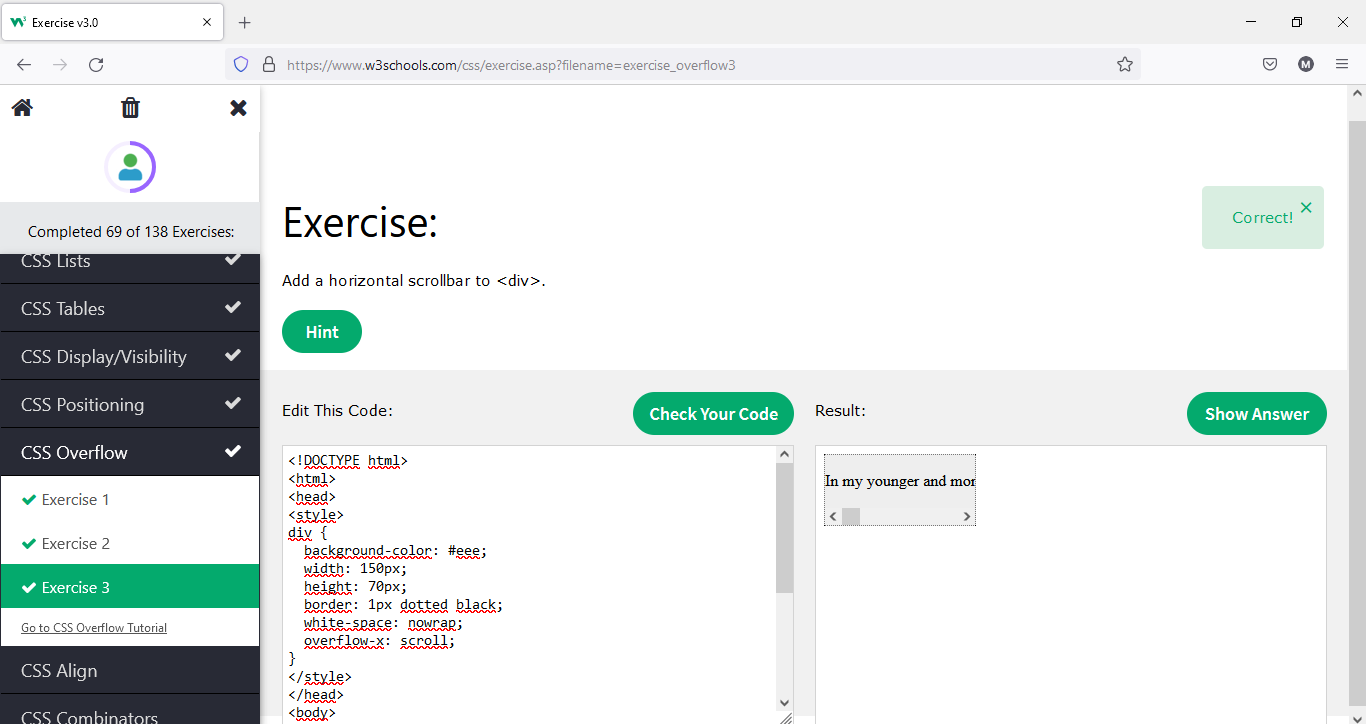 Exercise v3.0
https://www.w3schools.com/css/exercise.asp?filename=exercise_overflow3
M
Completed 69 of 138 Exercises:
CSS Lists
CSS Tables
CSS Display/Visibility
CSS Positioning
CSS Overflow
Exercise 1
Exercise 2
Exercise 3
Go to CSS Overflow Tutorial
CSS Align
CSS Combinators
Exercise:
Correct!
Add a horizontal scrollbar to <div>.
Hint
Edit This Code:
Check Your Code
<!DOCTYPE html>
<html>
<head>
<style>
div {
  background-color: #eee;
  width: 150px;
  height: 70px;
  border: 1px dotted black;
  white-space: nowrap;
  overflow-x: scroll;
}
</style>
</head>
<body>
Result:
Show Answer
In my younger and mor